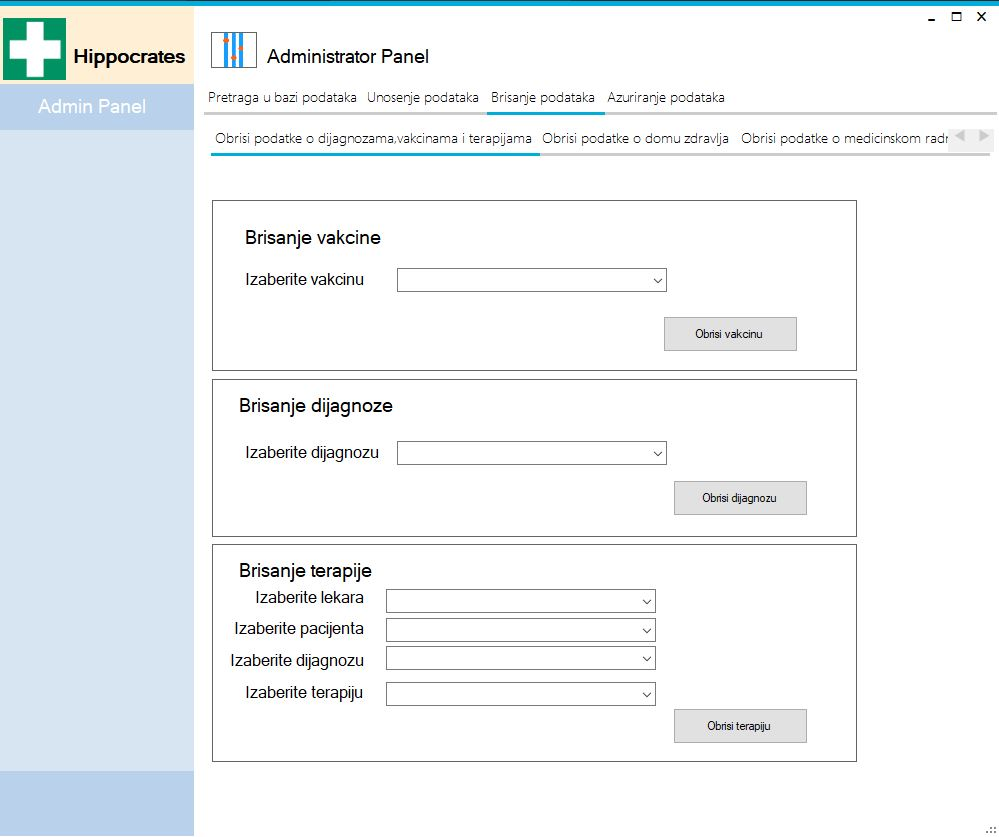 Hippocrates
Administrator Panel
Admin Panel
Pretraga u bazi podataka Unosenje podataka Brisanje podataka Azuriranje podataka
Obrisi podatke o dijagnozama,vakcinama i terapijama Obrisi podatke o domu zdravlja Obrisi podatke o medicinskom
Brisanje vakcine
Izaberite vakcinu
Obrisi vakcinu
Brisanje dijagnoze
Izaberite dijagnozu
Obrisi dijagnozu
Brisanje terapije
Izaberite lekara
Izaberite pacijenta
Izaberite dijagnozu
Izaberite terapiju
Obrisi terapiju